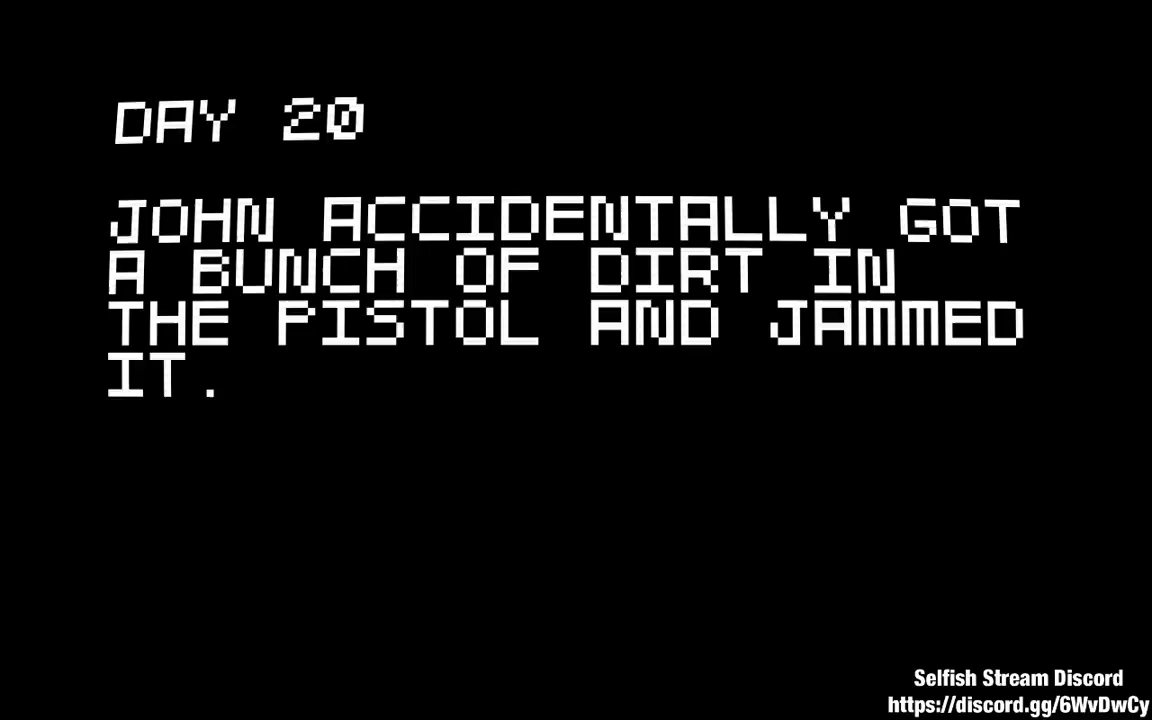 DAY 20
JOHN ACCIDENTALLY GOT
A BUNCH OF DIRT IN
THE PISTOL AND JAMMED
IT.
Selfish Stream Discord
https://discord.gg/6WvDwCy